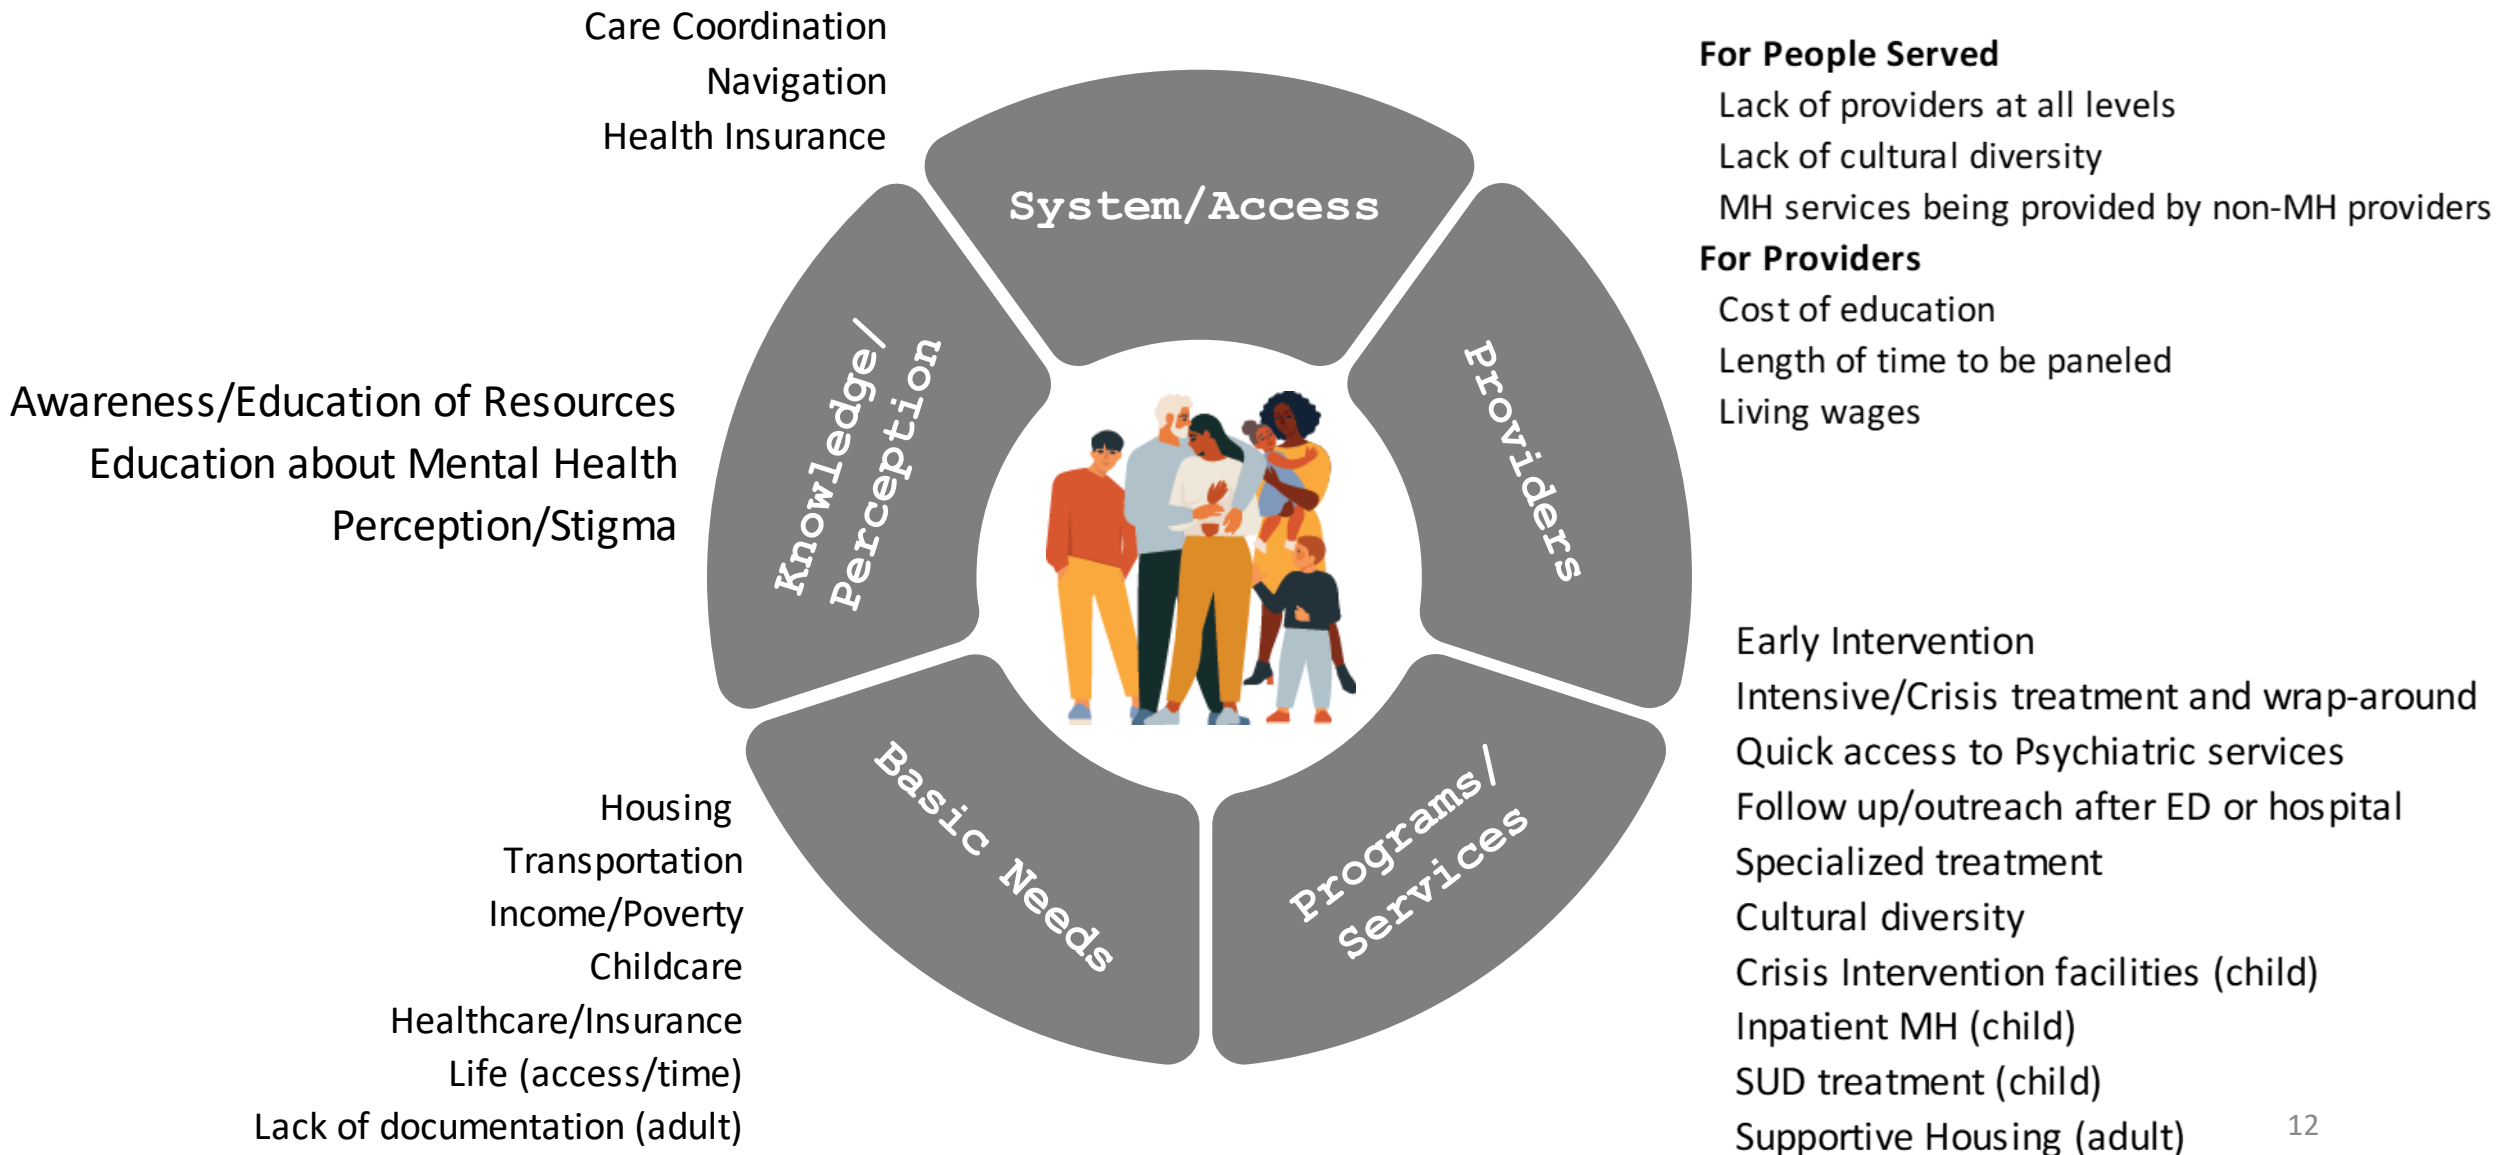 Care Coordination
Navigation
Health Insurance
System/Access
For People Served
Lack of providers at all levels
Lack of cultural diversity
MH services being provided by non-MH providers
For Providers
Cost of education
Length of time to be paneled
Living wages
Providers
Knowledge/
Perception
Awareness/Education of Resources
Education about Mental Health
Perception/Stigma
Early Intervention
Intensive/Crisis treatment and wrap-around
Quick access to Psychiatric services
Follow up/outreach after ED or hospital
Specialized treatment
Cultural diversity
Crisis Intervention facilities (child)
Inpatient MH (child)
SUD treatment (child)
Supportive Housing (adult)
Programs/
Services
Basic Needs
Housing
Transportation
Income/Poverty
Childcare
Healthcare/Insurance
Life (access/time)
Lack of documentation (adult)
12